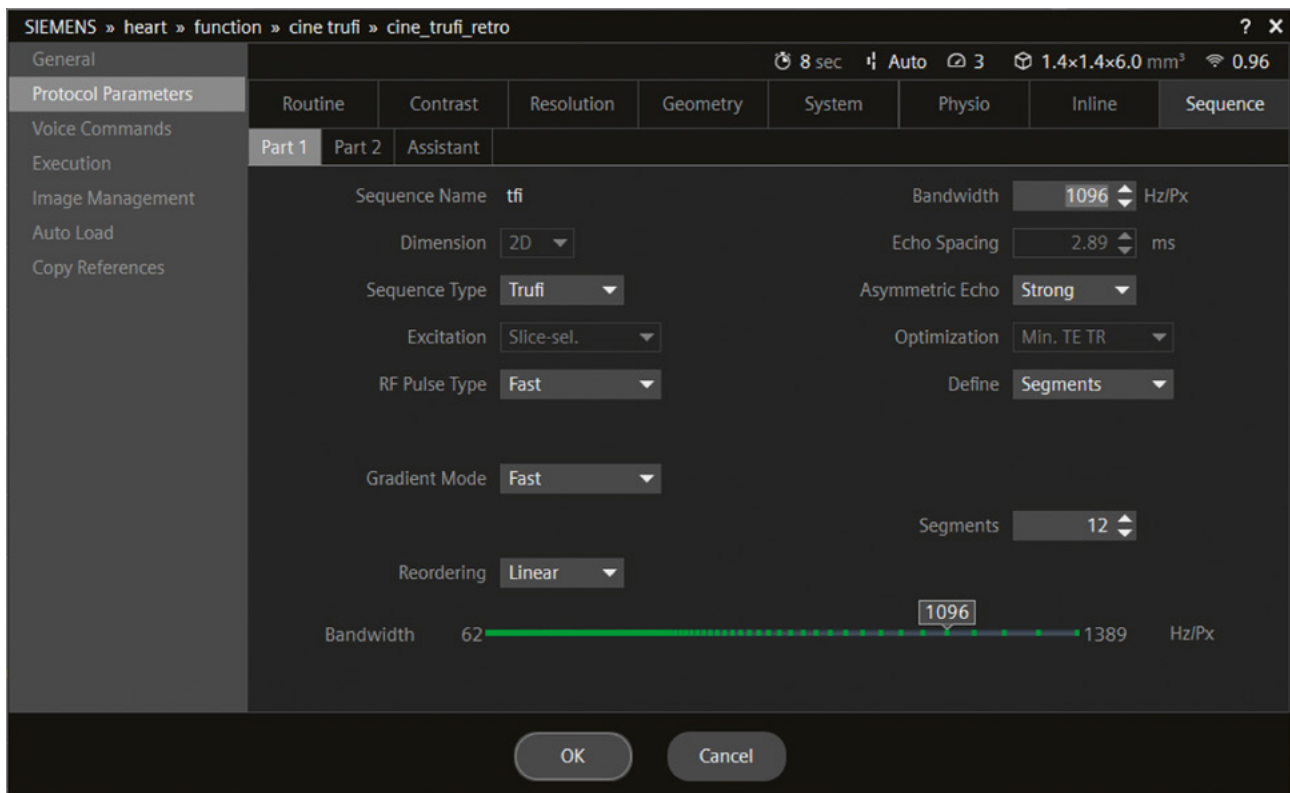 SIEMENS » heart » function » cine trufi » cine_trufi_retro ? ×
General
8 sec Auto 3 1.4×1.4×6.0 mm³ 0.96
Protocol Parameters
Routine Contrast Resolution Geometry System Physio Inline Sequence
Voice Commands
Part 1 Part 2 Assistant
Execution
Image Management
Auto Load
Copy References
Sequence Name tfi Bandwidth 1096 Hz/Px
Dimension 2D Echo Spacing 2.89 ms
Sequence Type Trufi Asymmetric Echo Strong
Excitation Slice-sel. Optimization Min. TE TR
RF Pulse Type Fast Define Segments
Gradient Mode Fast
Segments 12
Reordering Linear
1096
Bandwidth 62 1389 Hz/Px
OK Cancel